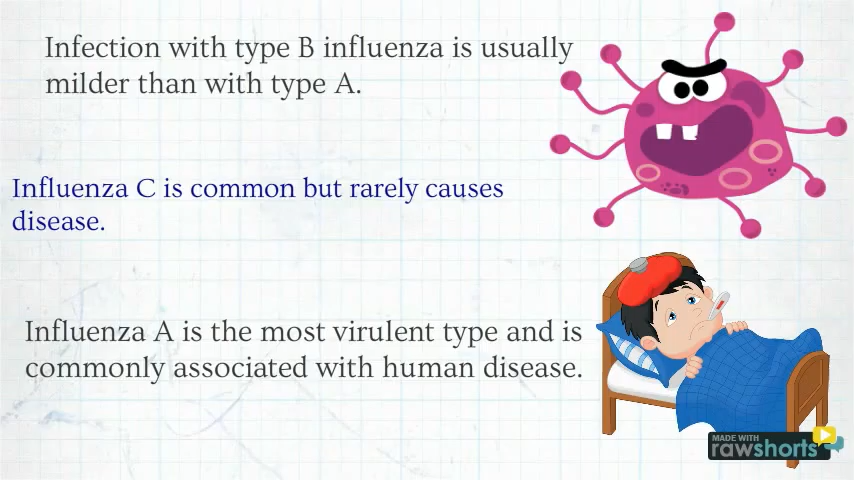 Infection with type B influenza is usually
milder than with type A.
Influenza C is common but rarely causes
disease.
Influenza A is the most virulent type and is
commonly associated with human disease.
MADE WITH
rawshorts